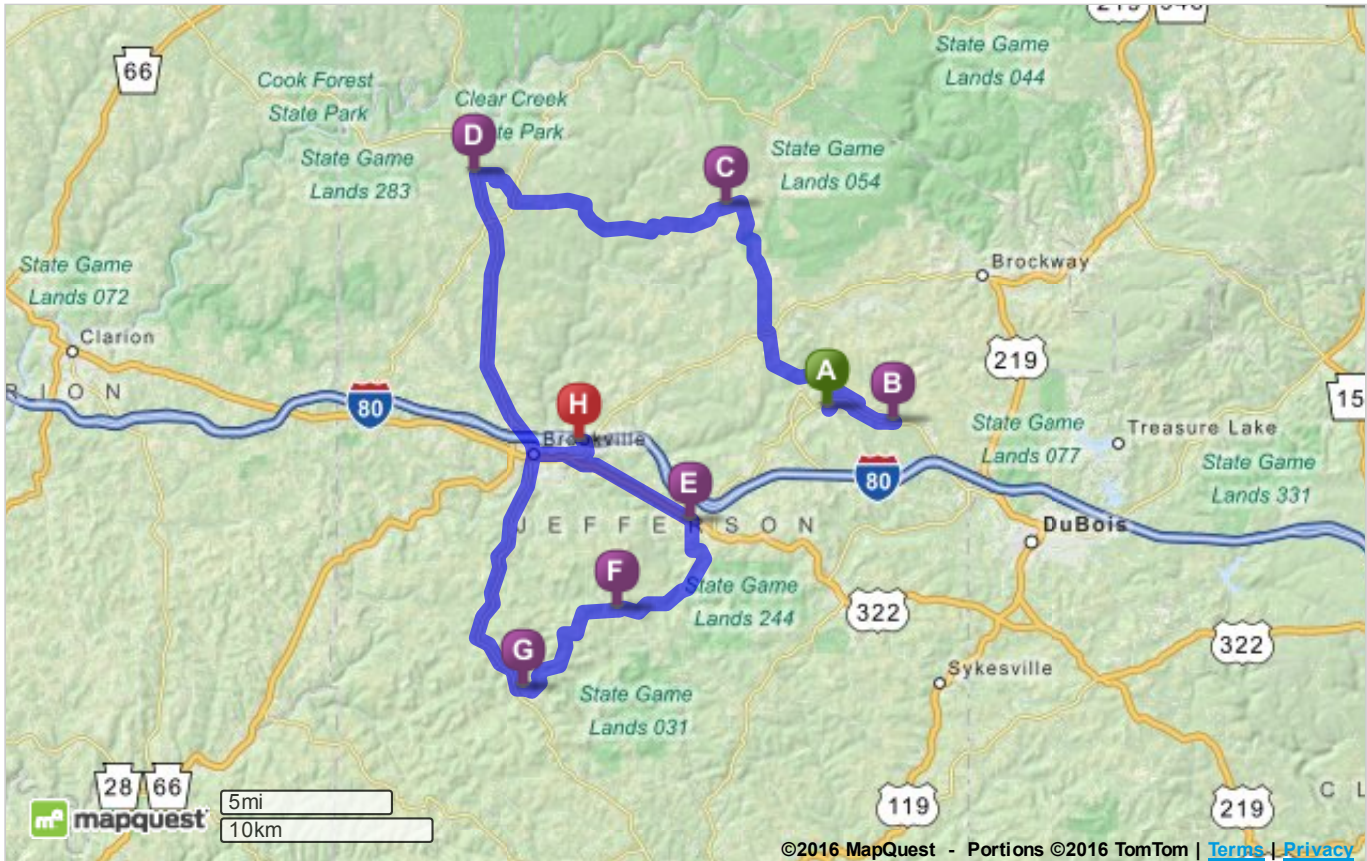 66
State Game
Lands 044
Cook Forest
State Park
Clear Creek
te Park
D
C
State Game
Lands 283
State Game
Lands 054
State Game
Lands 072
Brockway
Clarion
219
A
B
80
H
15
Brookville
State Game
Lands 077
Treasure Lake
State Game
Lands 331
E
80
J E F F E R S O N
DuBois
F
State Game
Lands 244
322
322
G
Sykesville
State Game
Lands 031
28
66
5mi
mapquest
10km
119
219
C L
©2016 MapQuest - Portions ©2016 TomTom | Terms | Privacy